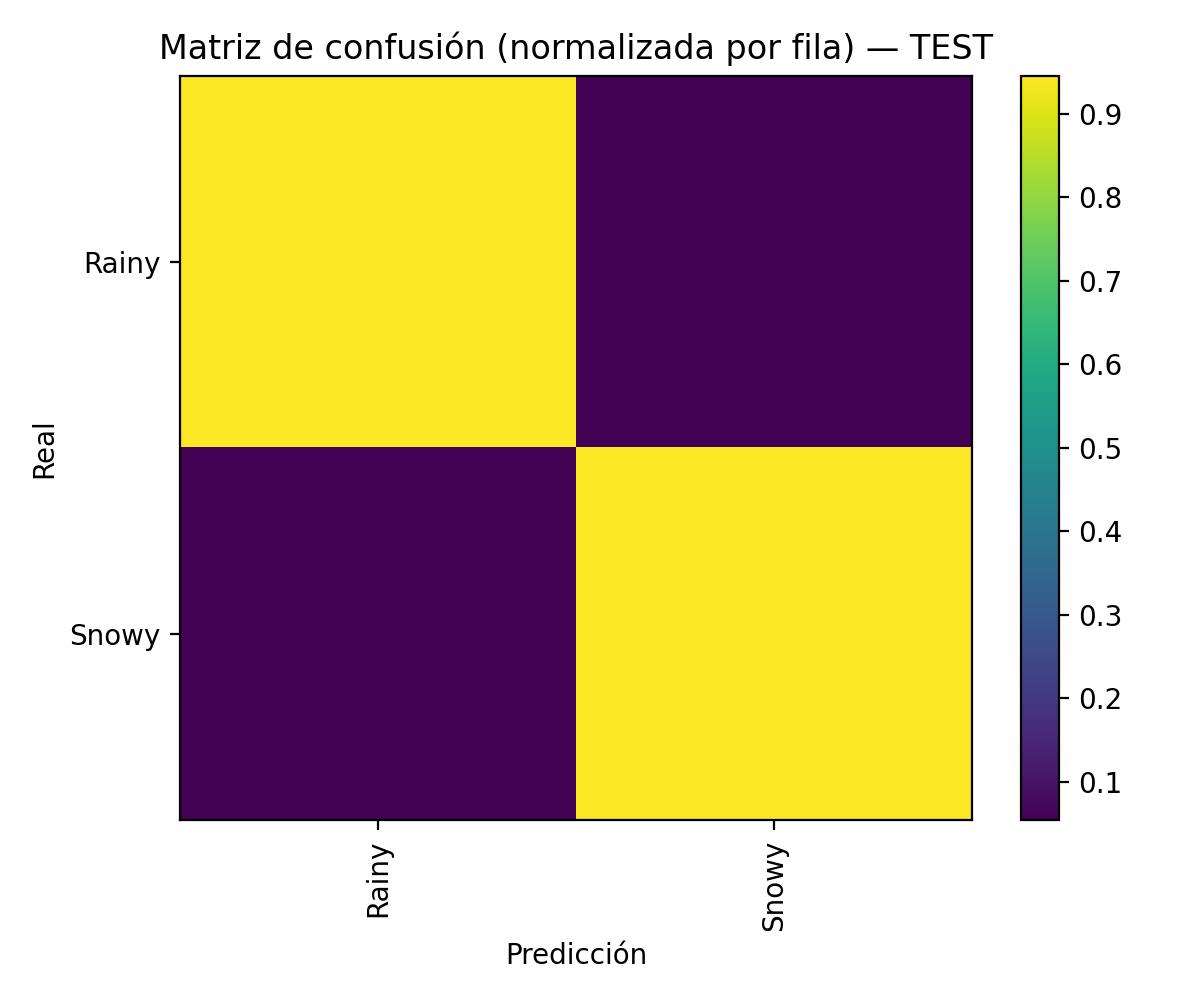 Matriz de confusión (normalizada por fila) — TEST
Real
Rainy
Snowy
Rainy
Snowy
Predicción
0.9
0.8
0.7
0.6
0.5
0.4
0.3
0.2
0.1